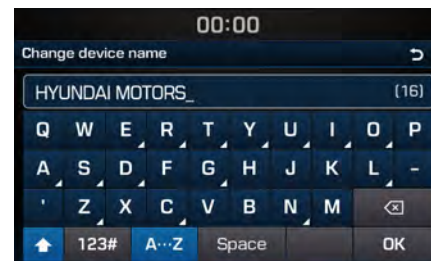 00:00
Change device name
HYUNDAI MOTORS_ (16)
Q W E R T Y U I O P
A S D F G H J K L -
' Z X C V B N M
123# A···Z Space OK